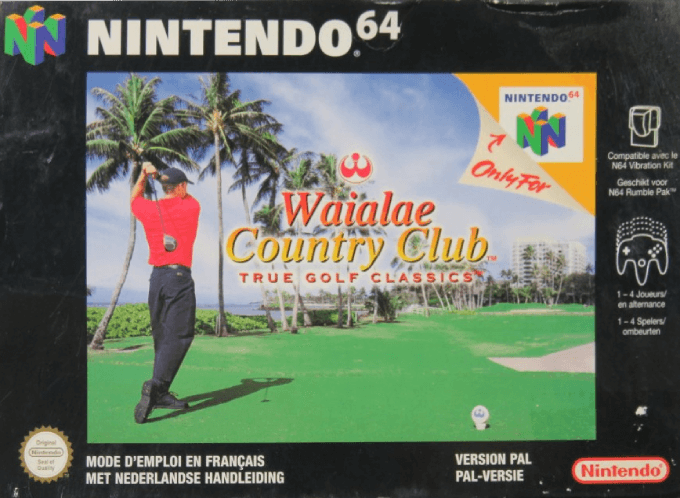 NINTENDO64
NINTENDO64
Only For
Waialae
Country Club™
TRUE GOLF CLASSICS™
Compatible avec le
N64 Vibration Kit
Geschikt voor
N64 Rumble Pak™
1 – 4 Joueurs/
en alternance
1 – 4 Spelers/
ombeurten
Original
Nintendo
Seal of
Quality
MODE D'EMPLOI EN FRANÇAIS
MET NEDERLANDSE HANDLEIDING
VERSION PAL
PAL-VERSIE
Nintendo®